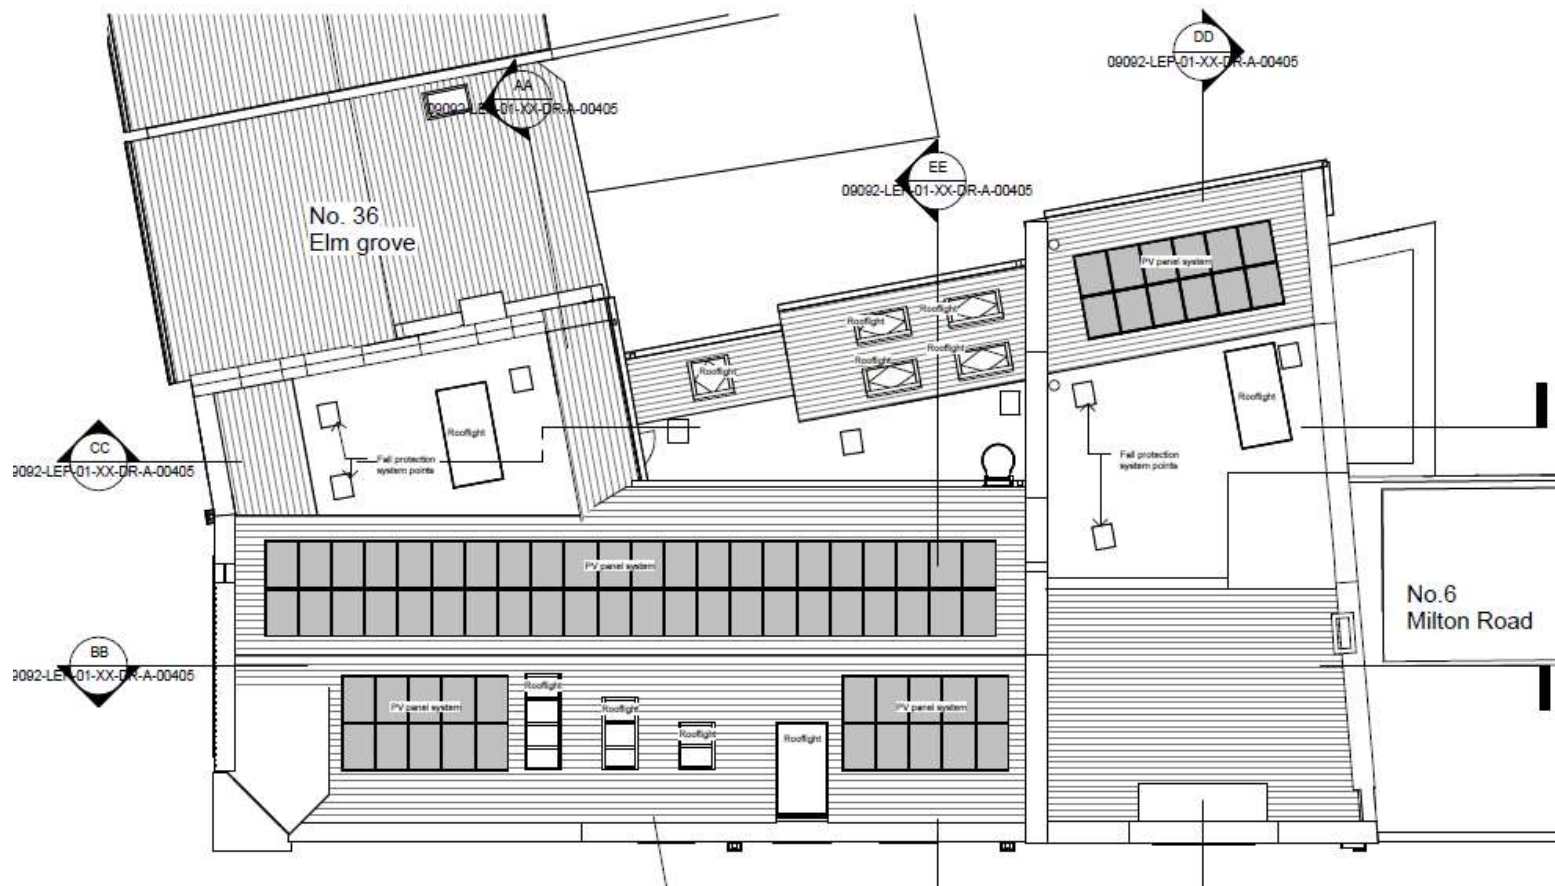 DD
09092-LEP-01-XX-DR-A-00405
AA
09092-LEP-01-XX-DR-A-00405
EE
09092-LEP-01-XX-DR-A-00405
No. 36
Elm grove
PV panel system
Rooflight
Rooflight
Rooflight
Rooflight
Rooflight
Rooflight
Rooflight
CC
9092-LEP-01-XX-DR-A-00405
Fall protection
system points
Fall protection
system points
PV panel system
No.6
Milton Road
BB
9092-LEP-01-XX-DR-A-00405
Rooflight
PV panel system
Rooflight
PV panel system
Rooflight
Rooflight